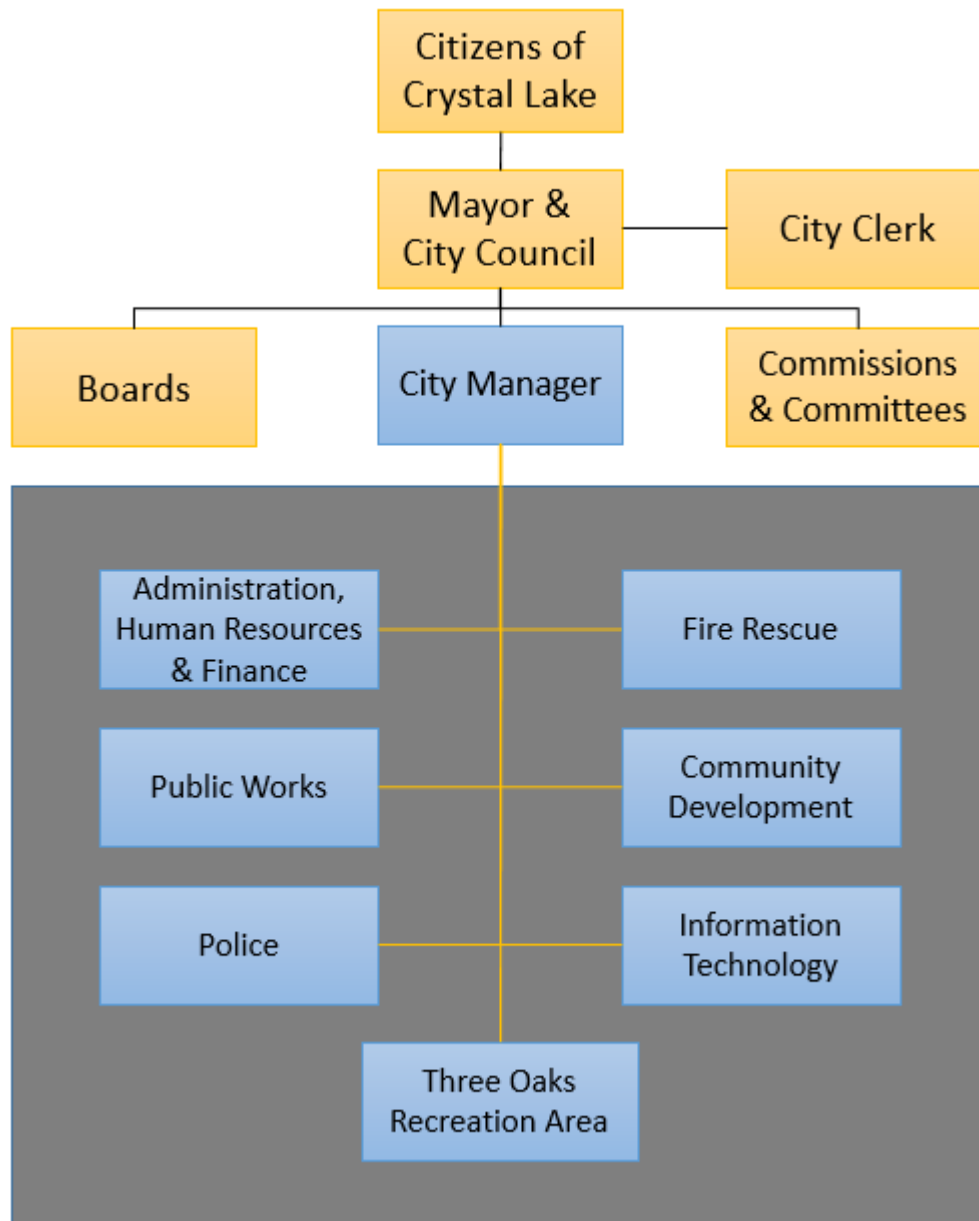 Citizens of
Crystal Lake
Mayor &
City Council
City Clerk
Boards
City Manager
Commissions
& Committees
Administration,
Human Resources
& Finance
Fire Rescue
Public Works
Community
Development
Police
Information
Technology
Three Oaks
Recreation Area